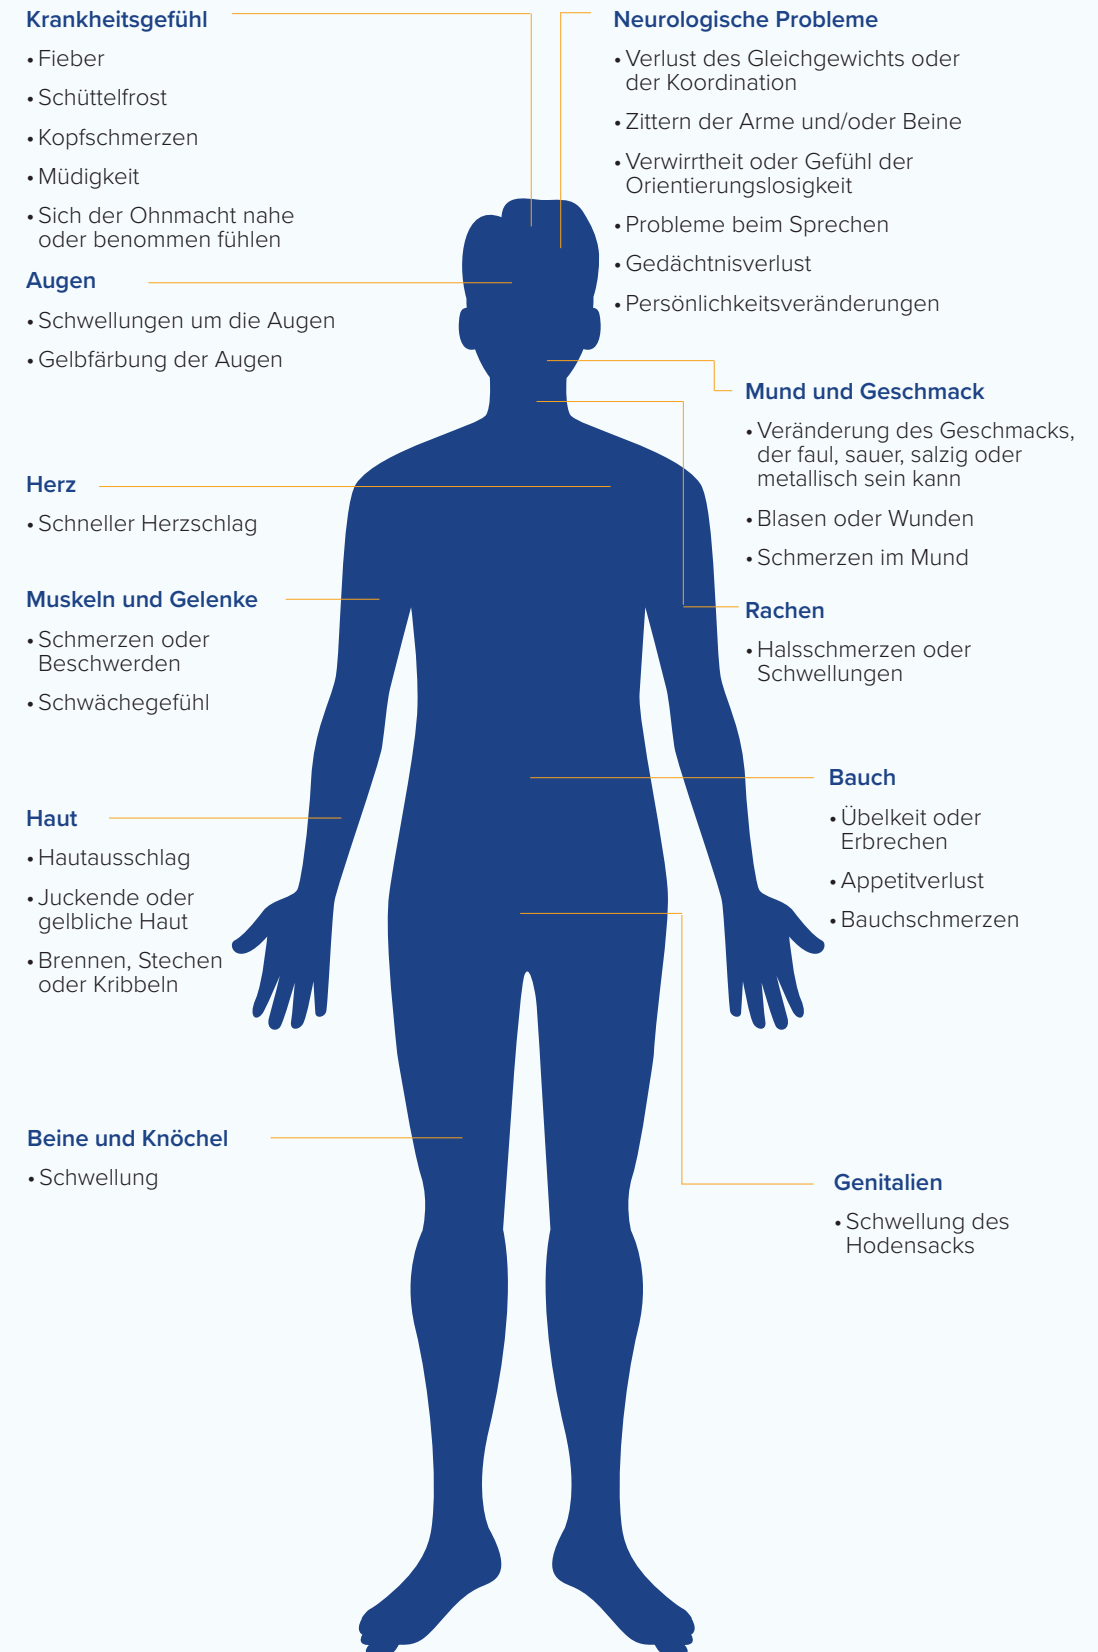 Krankheitsgefühl
• Fieber
• Schüttelfrost
• Kopfschmerzen
• Müdigkeit
• Sich der Ohnmacht nahe
oder benommen fühlen
Augen
• Schwellungen um die Augen
• Gelbfärbung der Augen
Herz
• Schneller Herzschlag
Muskeln und Gelenke
• Schmerzen oder
Beschwerden
• Schwächegefühl
Haut
• Hautausschlag
• Juckende oder
gelbliche Haut
• Brennen, Stechen
oder Kribbeln
Beine und Knöchel
• Schwellung
Neurologische Probleme
• Verlust des Gleichgewichts oder
der Koordination
• Zittern der Arme und/oder Beine
• Verwirrtheit oder Gefühl der
Orientierungslosigkeit
• Probleme beim Sprechen
• Gedächtnisverlust
• Persönlichkeitsveränderungen
Mund und Geschmack
• Veränderung des Geschmacks,
der faul, sauer, salzig oder
metallisch sein kann
• Blasen oder Wunden
• Schmerzen im Mund
Rachen
• Halsschmerzen oder
Schwellungen
Bauch
• Übelkeit oder
Erbrechen
• Appetitverlust
• Bauchschmerzen
Genitalien
• Schwellung des
Hodensacks